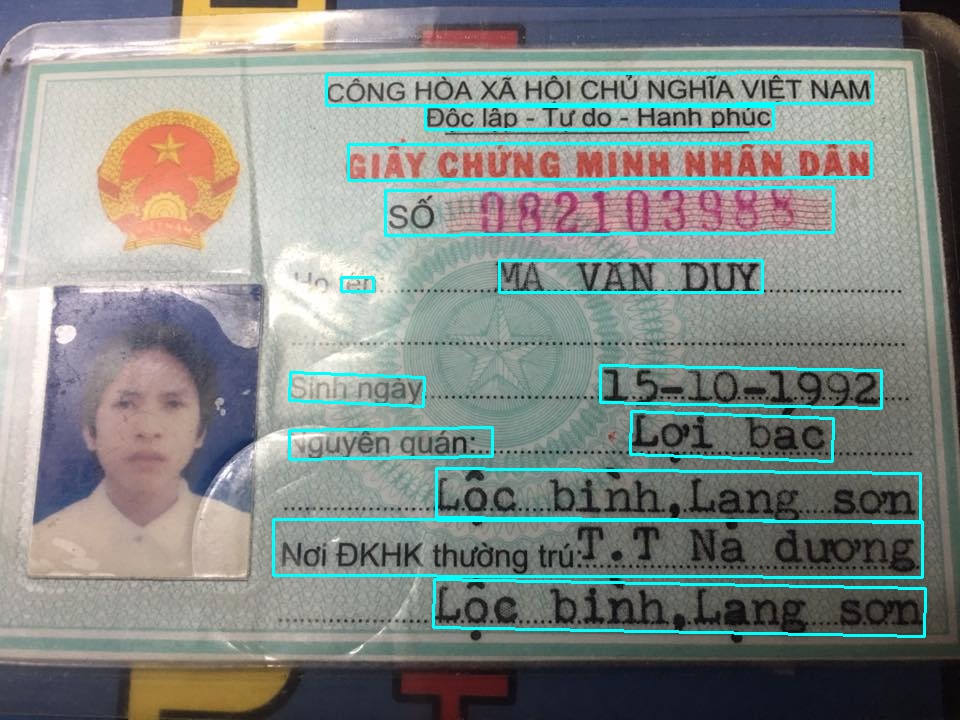 CÔNG HÒA XÃ HỘI CHỦ NGHĨA VIỆT NAM
Độc lập - Tự do - Hạnh phúc
GIẤY CHỨNG MINH NHÂN DÂN
SỐ 082103988
Họ tên: MA VĂN DUY
Sinh ngày 15-10-1992
Nguyên quán: Lợi bác
Lộc bình, Lạng sơn
Nơi ĐKHK thường trú: T.T Na dương
Lộc bình, Lạng sơn